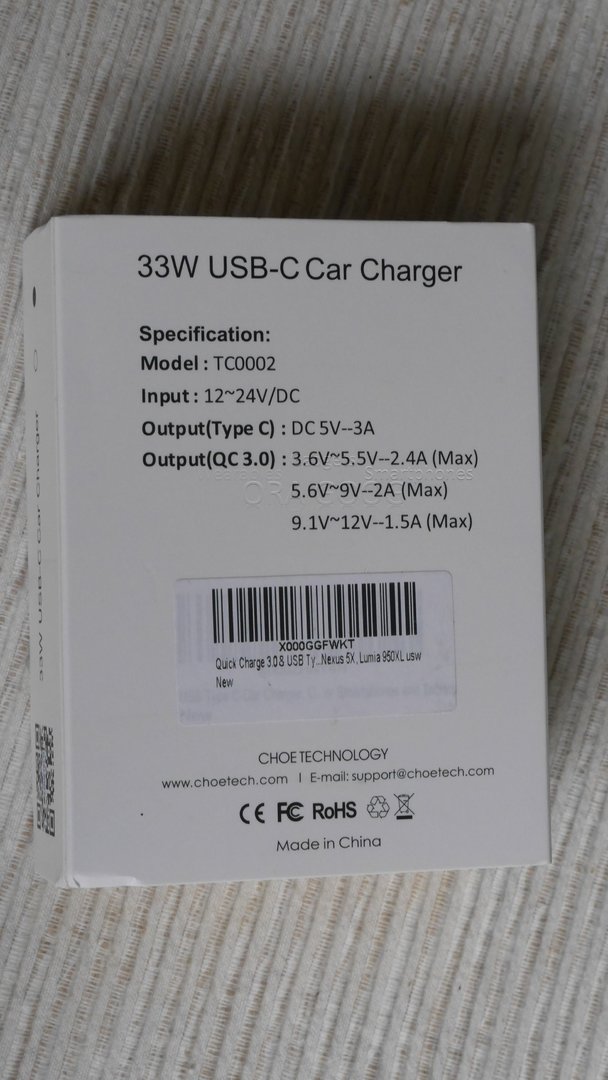 33W USB-C Car Charger
Specification:
Model : TC0002
Input : 12~24V/DC
Output(Type C) : DC 5V--3A
Output(QC 3.0) : 3.6V~5.5V--2.4A (Max)
5.6V~9V--2A (Max)
9.1V~12V--1.5A (Max)
X000GGFWKT
Quick Charge 3.0 & USB Ty...Nexus 5X, Lumia 950XL usw
New
CHOE TECHNOLOGY
www.choetech.com | E-mail: support@choetech.com
CE FC RoHS
Made in China
33W USB-C Car Charger